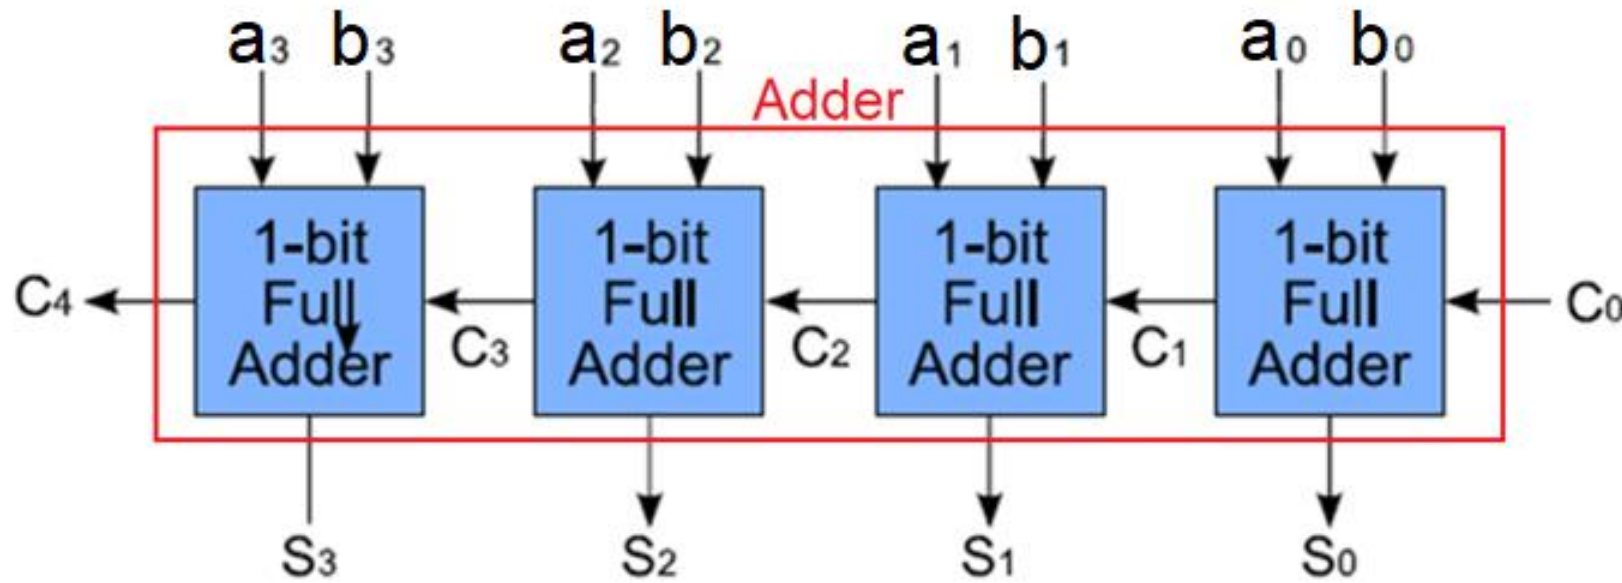 a₃ b₃ a₂ b₂ a₁ b₁ a₀ b₀
Adder
1-bit 1-bit 1-bit 1-bit
Full Full Full Full
Adder Adder Adder Adder
C₄ C₃ C₂ C₁ C₀
S₃ S₂ S₁ S₀